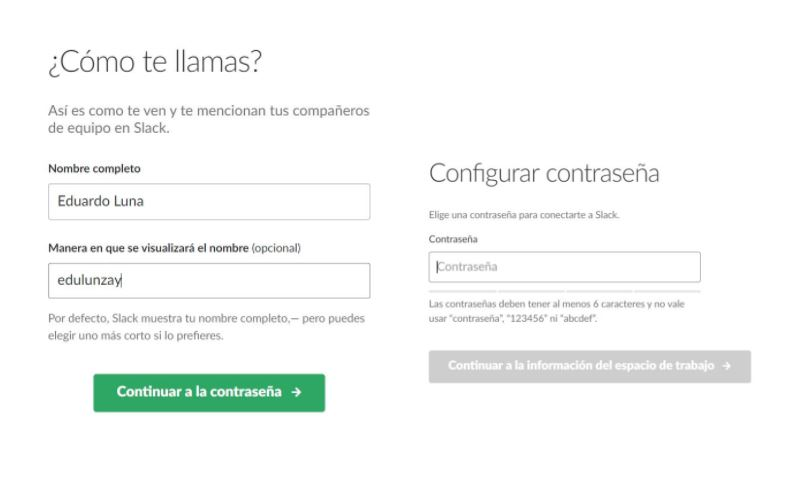 ¿Cómo te llamas?
Así es como te ven y te mencionan tus compañeros
de equipo en Slack.
Nombre completo
Eduardo Luna
Manera en que se visualizará el nombre (opcional)
edulunzay
Por defecto, Slack muestra tu nombre completo,— pero puedes
elegir uno más corto si lo prefieres.
Continuar a la contraseña →
Configurar contraseña
Elige una contraseña para conectarte a Slack.
Contraseña
Contraseña
Las contraseñas deben tener al menos 6 caracteres y no vale
usar “contraseña”, “123456” ni “abcdef”.
Continuar a la información del espacio de trabajo →